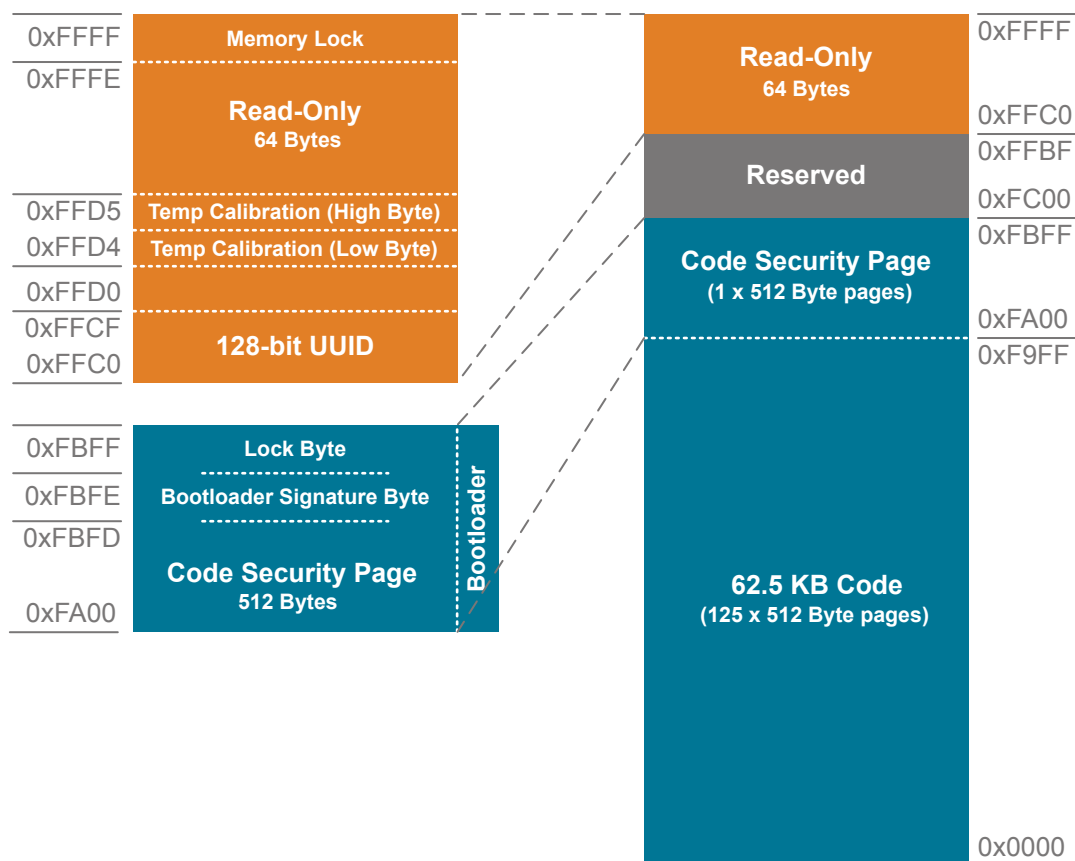 0xFFFF
Memory Lock
0xFFFE
Read-Only
64 Bytes
0xFFD5
Temp Calibration (High Byte)
0xFFD4
Temp Calibration (Low Byte)
0xFFD0
0xFFCF
128-bit UUID
0xFFC0
0xFBFF
Lock Byte
0xFBFE
Bootloader Signature Byte
0xFBFD
Code Security Page
512 Bytes
0xFA00
Bootloader
0xFFFF
Read-Only
64 Bytes
0xFFC0
0xFFBF
Reserved
0xFC00
0xFBFF
Code Security Page
(1 x 512 Byte pages)
0xFA00
0xF9FF
62.5 KB Code
(125 x 512 Byte pages)
0x0000